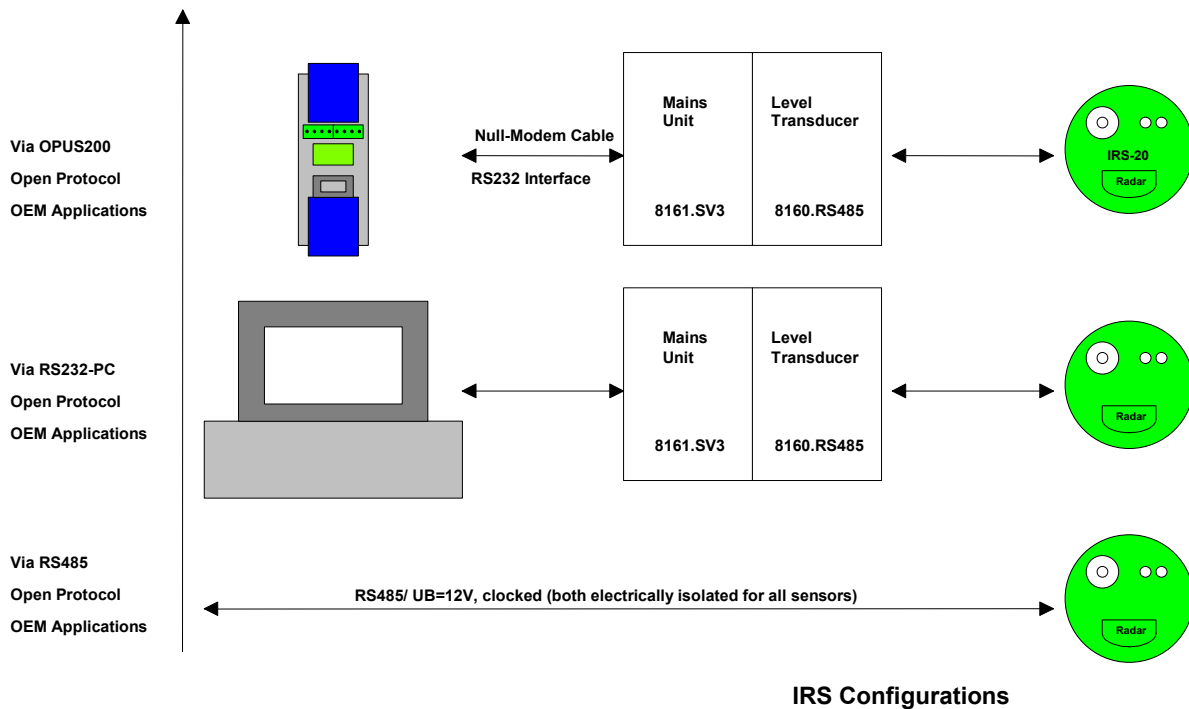 Via OPUS200
Open Protocol
OEM Applications
Null-Modem Cable
RS232 Interface
Mains
Unit
8161.SV3
Level
Transducer
8160.RS485
IRS-20
Radar
Via RS232-PC
Open Protocol
OEM Applications
Mains
Unit
8161.SV3
Level
Transducer
8160.RS485
Radar
Via RS485
Open Protocol
OEM Applications
RS485/ UB=12V, clocked (both electrically isolated for all sensors)
Radar
IRS Configurations